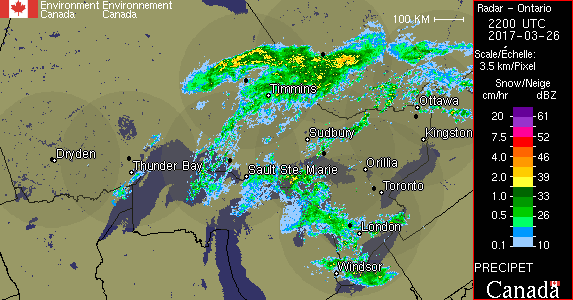 Environment Environnement
Canada Canada
100 KM
Timmins
Ottawa
Sudbury
Kingston
Dryden
Thunder Bay
Sault Ste-Marie
Orillia
Toronto
London
Windsor
Radar - Ontario
2200 UTC
2017-03-26
Scale/Échelle:
3.5 km/Pixel
Snow/Neige
cm/hr dBZ
20 61
7.5 52
4.0 46
2.0 39
1.0 33
0.5 26
0.1 10
PRECIPET
Canada